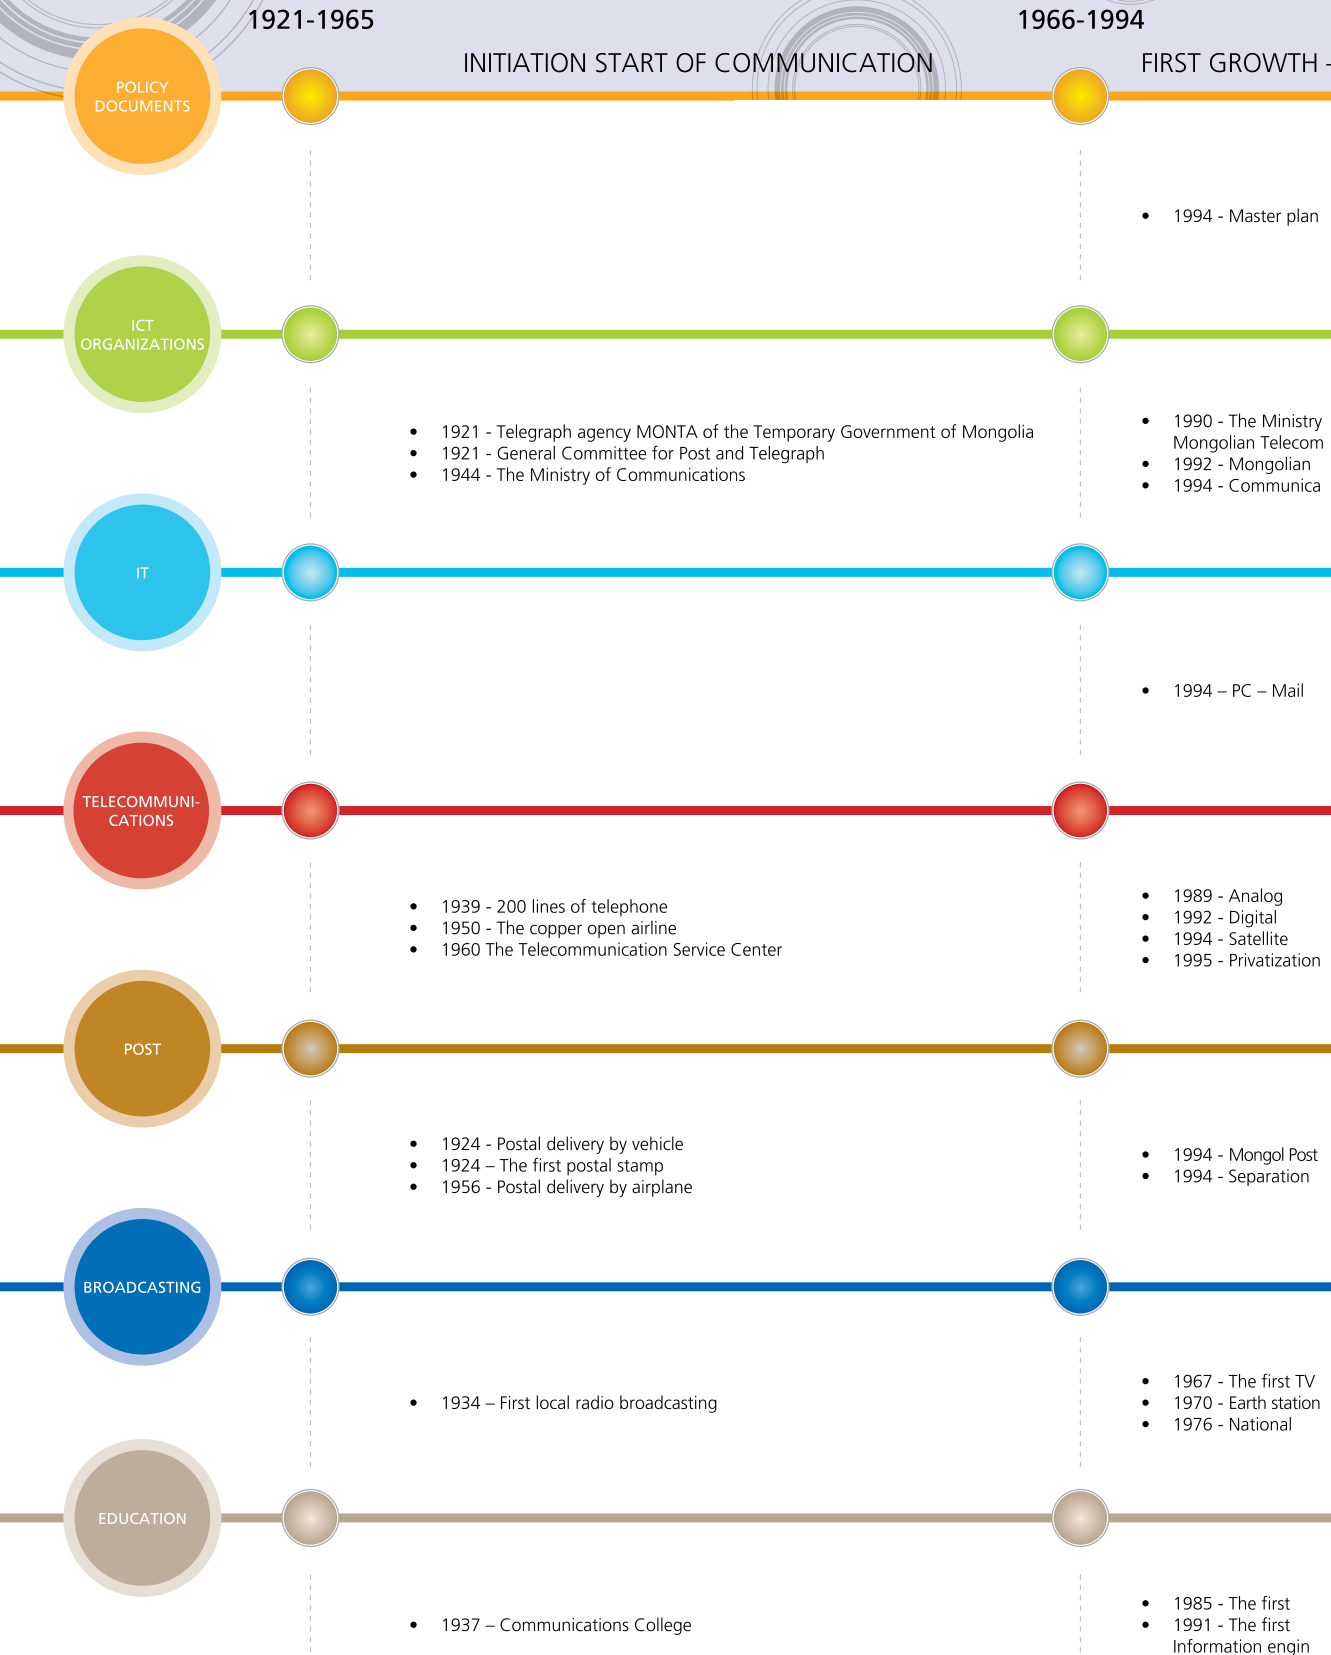 1921-1965
1966-1994
INITIATION START OF COMMUNICATION
FIRST GROWTH -
POLICY
DOCUMENTS
• 1994 - Master plan
ICT
ORGANIZATIONS
• 1921 - Telegraph agency MONTA of the Temporary Government of Mongolia
• 1921 - General Committee for Post and Telegraph
• 1944 - The Ministry of Communications
• 1990 - The Ministry
Mongolian Telecom
• 1992 - Mongolian
• 1994 - Communica
IT
• 1994 – PC – Mail
TELECOMMUNI-
CATIONS
• 1939 - 200 lines of telephone
• 1950 - The copper open airline
• 1960 The Telecommunication Service Center
• 1989 - Analog
• 1992 - Digital
• 1994 - Satellite
• 1995 - Privatization
POST
• 1924 - Postal delivery by vehicle
• 1924 – The first postal stamp
• 1956 - Postal delivery by airplane
• 1994 - Mongol Post
• 1994 - Separation
BROADCASTING
• 1934 – First local radio broadcasting
• 1967 - The first TV
• 1970 - Earth station
• 1976 - National
EDUCATION
• 1937 – Communications College
• 1985 - The first
• 1991 - The first
Information engin